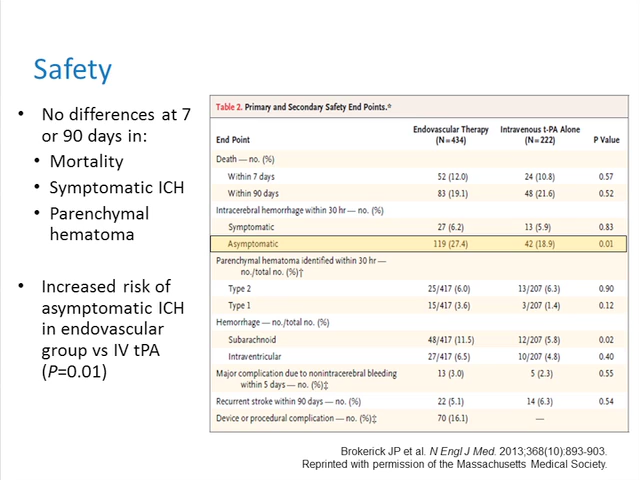 Safety
• No differences at 7
or 90 days in:
• Mortality
• Symptomatic ICH
• Parenchymal
hematoma
• Increased risk of
asymptomatic ICH
in endovascular
group vs IV tPA
(P=0.01)
Table 2. Primary and Secondary Safety End Points.*
End Point Endovascular Therapy (N=434) Intravenous t-PA Alone (N=222) P Value
Death — no. (%)
Within 7 days 52 (12.0) 24 (10.8) 0.57
Within 90 days 83 (19.1) 48 (21.6) 0.52
Intracerebral hemorrhage within 30 hr — no. (%)
Symptomatic 27 (6.2) 13 (5.9) 0.83
Asymptomatic 119 (27.4) 42 (18.9) 0.01
Parenchymal hematoma identified within 30 hr —
no./total no. (%)†
Type 2 25/417 (6.0) 13/207 (6.3) 0.90
Type 1 15/417 (3.6) 3/207 (1.4) 0.12
Hemorrhage — no./total no. (%)
Subarachnoid 48/417 (11.5) 12/207 (5.8) 0.02
Intraventricular 27/417 (6.5) 10/207 (4.8) 0.40
Major complication due to nonintracerebral bleeding
within 5 days — no. (%)‡ 13 (3.0) 5 (2.3) 0.55
Recurrent stroke within 90 days — no. (%) 22 (5.1) 14 (6.3) 0.54
Device or procedural complication — no. (%)‡ 70 (16.1) —
Brokerick JP et al. N Engl J Med. 2013;368(10):893-903.
Reprinted with permission of the Massachusetts Medical Society.